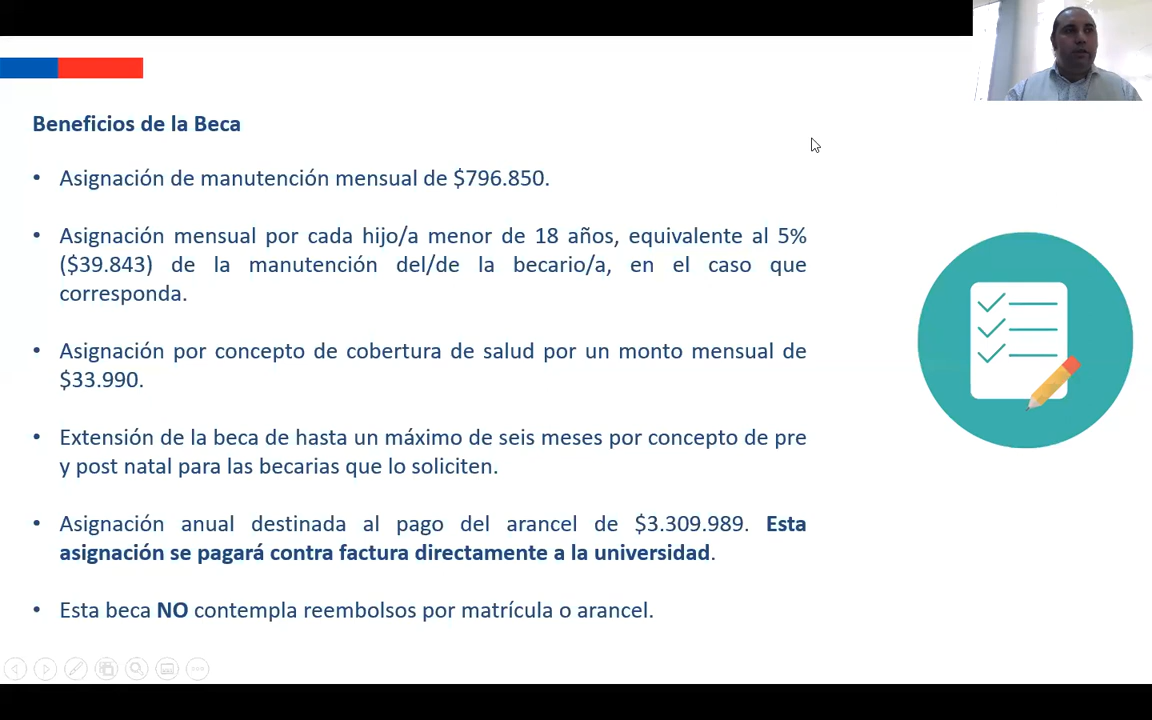 Beneficios de la Beca
• Asignación de manutención mensual de $796.850.
• Asignación mensual por cada hijo/a menor de 18 años, equivalente al 5%
($39.843) de la manutención del/de la becario/a, en el caso que
corresponda.
• Asignación por concepto de cobertura de salud por un monto mensual de
$33.990.
• Extensión de la beca de hasta un máximo de seis meses por concepto de pre
y post natal para las becarias que lo soliciten.
• Asignación anual destinada al pago del arancel de $3.309.989. Esta
asignación se pagará contra factura directamente a la universidad.
• Esta beca NO contempla reembolsos por matrícula o arancel.